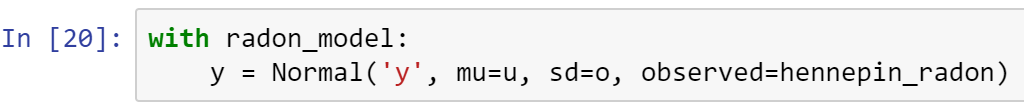 In [20]: with radon_model:
y = Normal('y', mu=u, sd=o, observed=hennepin_radon)